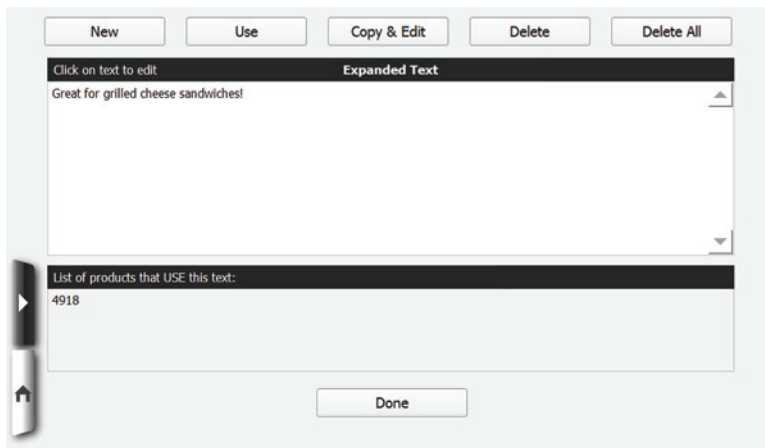 New Use Copy & Edit Delete Delete All
Click on text to edit Expanded Text
Great for grilled cheese sandwiches!
List of products that USE this text:
4918
Done